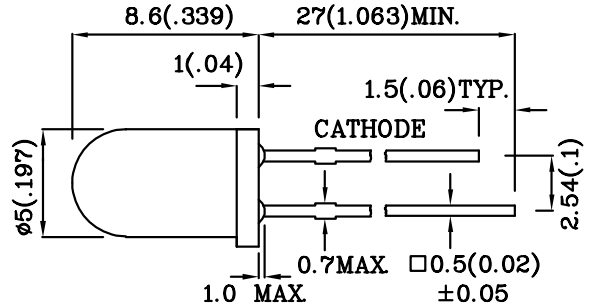 8.6(.339)
27(1.063)MIN.
1(.04)
1.5(.06)TYP.
CATHODE
ø5(.197)
2.54(.1)
0.7MAX.
□0.5(0.02)
±0.05
1.0 MAX.